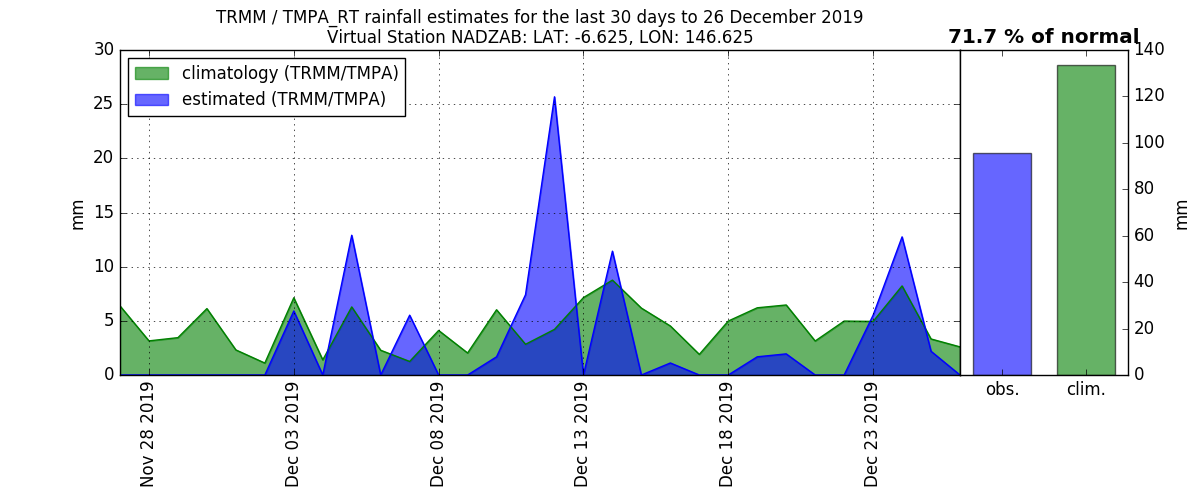 TRMM / TMPA_RT rainfall estimates for the last 30 days to 26 December 2019
Virtual Station NADZAB: LAT: -6.625, LON: 146.625
71.7 % of normal
climatology (TRMM/TMPA)
estimated (TRMM/TMPA)
30
25
20
15
10
5
0
mm
Nov 28 2019
Dec 03 2019
Dec 08 2019
Dec 13 2019
Dec 18 2019
Dec 23 2019
obs.
clim.
140
120
100
80
60
40
20
0
mm